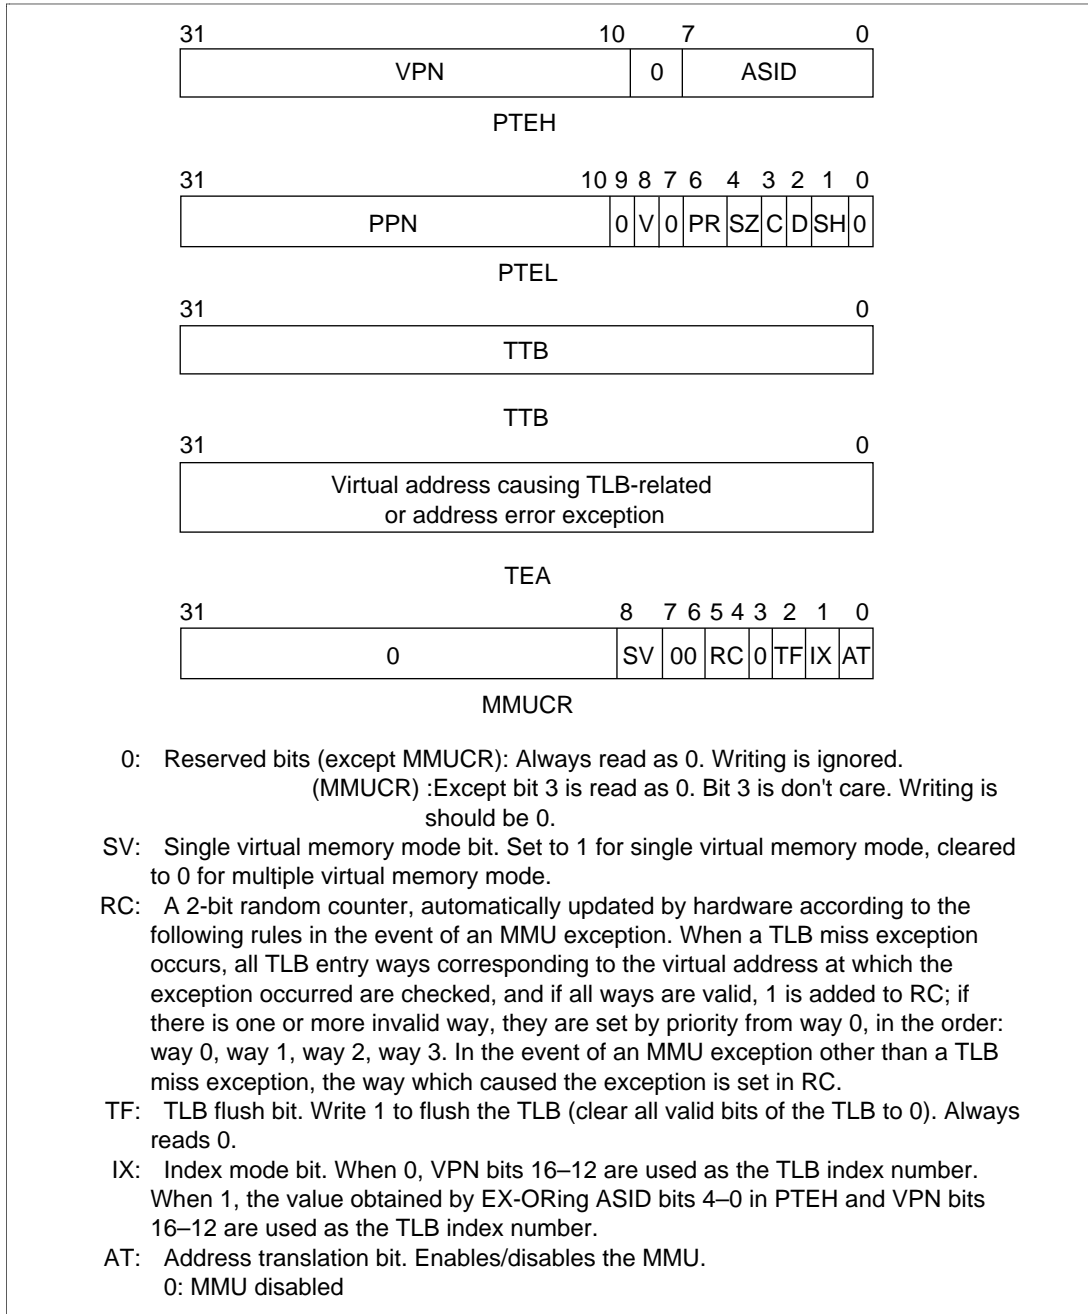 31 10 7 0
VPN 0 ASID
PTEH
31 10 9 8 7 6 4 3 2 1 0
PPN 0 V 0 PR SZ C D SH 0
PTEL
31 0
TTB
TTB
31 0
Virtual address causing TLB-related
or address error exception
TEA
31 8 7 6 5 4 3 2 1 0
0 SV 00 RC 0 TF IX AT
MMUCR
0: Reserved bits (except MMUCR): Always read as 0. Writing is ignored.
(MMUCR) :Except bit 3 is read as 0. Bit 3 is don't care. Writing is
should be 0.
SV: Single virtual memory mode bit. Set to 1 for single virtual memory mode, cleared
to 0 for multiple virtual memory mode.
RC: A 2-bit random counter, automatically updated by hardware according to the
following rules in the event of an MMU exception. When a TLB miss exception
occurs, all TLB entry ways corresponding to the virtual address at which the
exception occurred are checked, and if all ways are valid, 1 is added to RC; if
there is one or more invalid way, they are set by priority from way 0, in the order:
way 0, way 1, way 2, way 3. In the event of an MMU exception other than a TLB
miss exception, the way which caused the exception is set in RC.
TF: TLB flush bit. Write 1 to flush the TLB (clear all valid bits of the TLB to 0). Always
reads 0.
IX: Index mode bit. When 0, VPN bits 16–12 are used as the TLB index number.
When 1, the value obtained by EX-ORing ASID bits 4–0 in PTEH and VPN bits
16–12 are used as the TLB index number.
AT: Address translation bit. Enables/disables the MMU.
0: MMU disabled